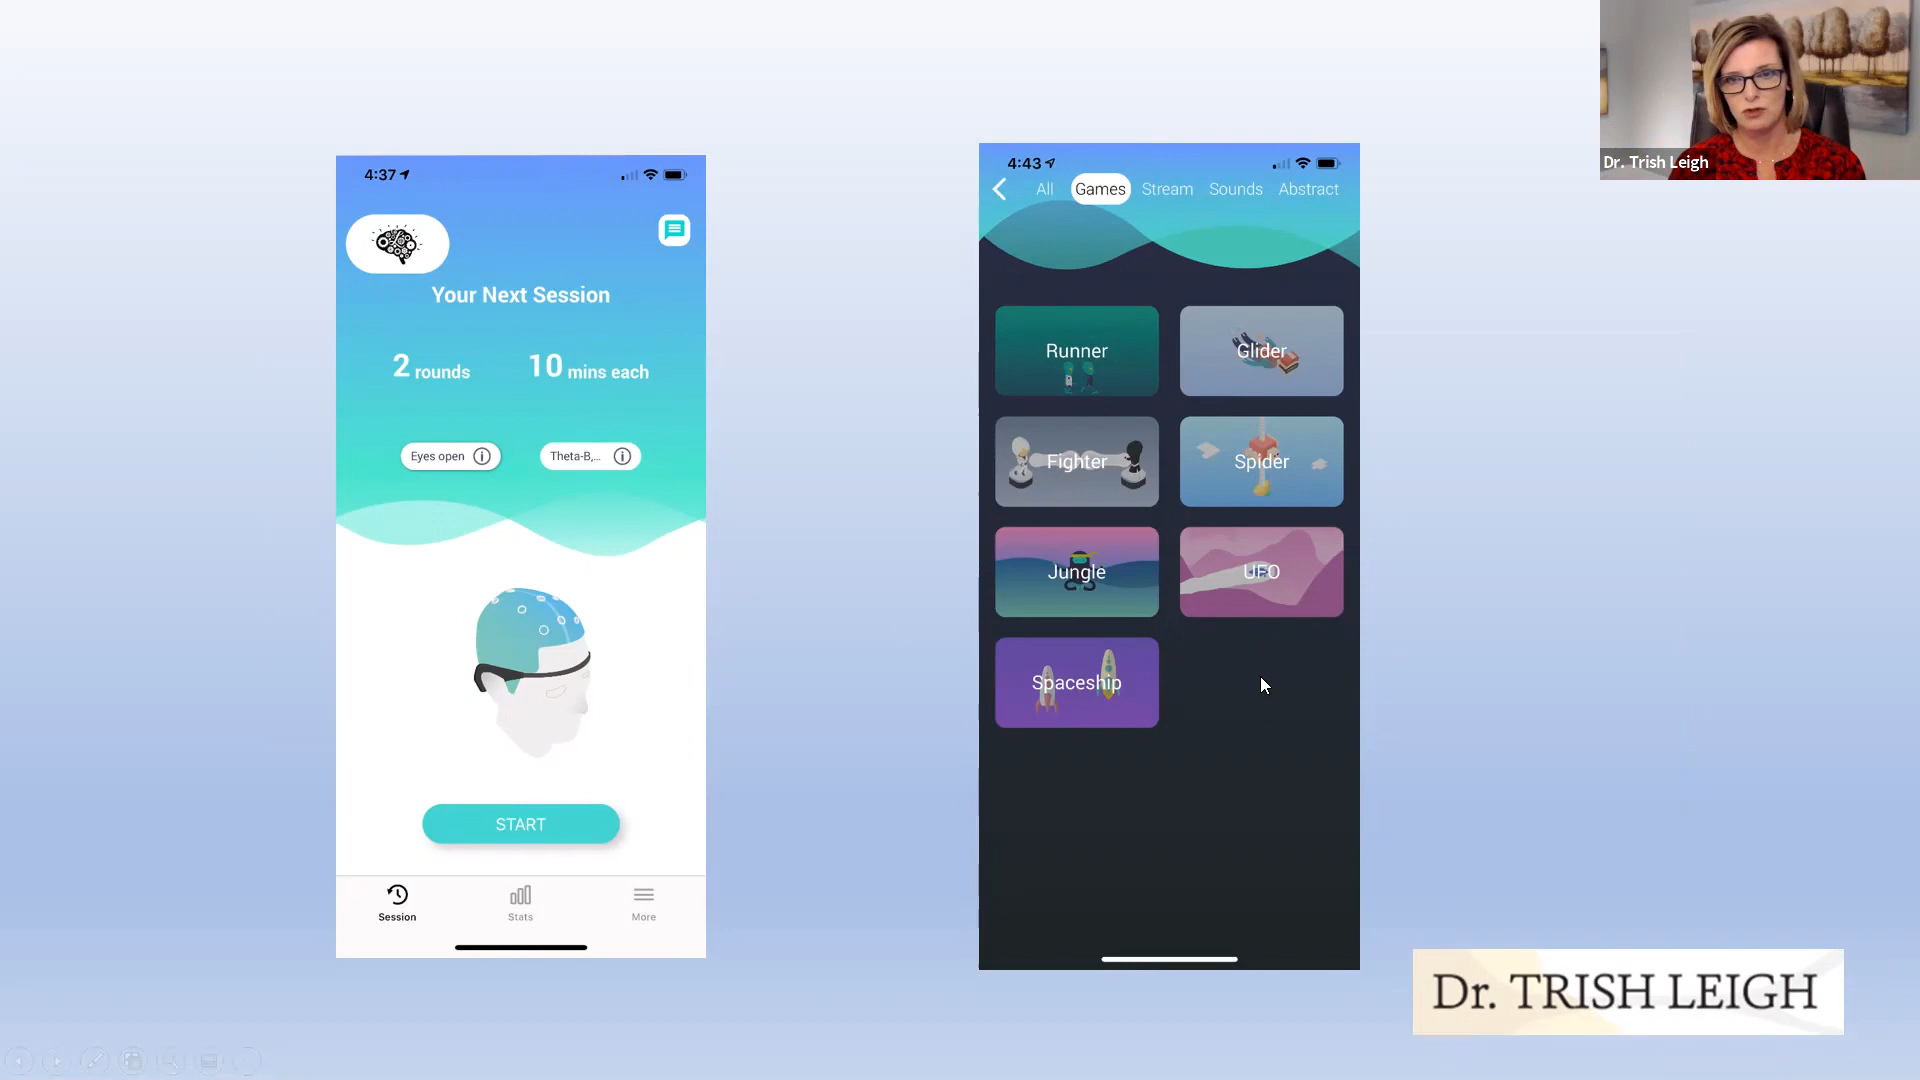 4:37
Your Next Session
2 rounds
10 mins each
Eyes open
Theta-B,...
START
Session
Stats
More
4:43
All
Games
Stream
Sounds
Abstract
Runner
Glider
Fighter
Spider
Jungle
UFO
Spaceship
Dr. Trish Leigh
Dr. TRISH LEIGH